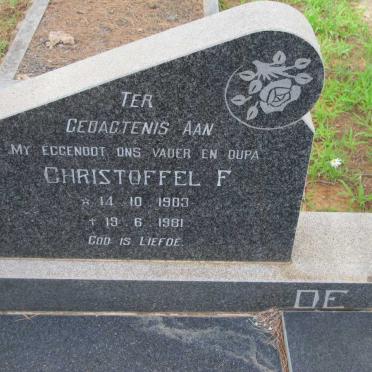 TER
GEDAGTENIS AAN
MY EGGENOOT ONS VADER EN OUPA
CHRISTOFFEL F
* 14 10 1903
† 19 6 1981
GOD IS LIEFDE
DE